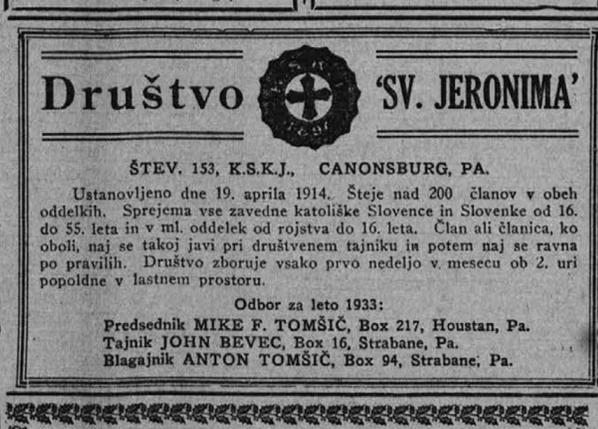 Društvo 'SV. JERONIMA'
ŠTEV. 153, K.S.K.J., CANONSBURG, PA.
Ustanovljeno dne 19. aprila 1914. Šteje nad 200 članov v obeh
oddelkih. Sprejema vse zavedne katoliške Slovence in Slovenke od 16.
do 55. leta in v ml. oddelek od rojstva do 16. leta. Član ali članica, ko
oboli, naj se takoj javi pri društvenem tajniku in potem naj se ravna
po pravilih. Društvo zboruje vsako prvo nedeljo v mesecu ob 2. uri
popoldne v lastnem prostoru.
Odbor za leto 1933:
Predsednik MIKE F. TOMŠIČ, Box 217, Houstan, Pa.
Tajnik JOHN BEVEC, Box 16, Strabane, Pa.
Blagajnik ANTON TOMŠIČ, Box 94, Strabane, Pa.